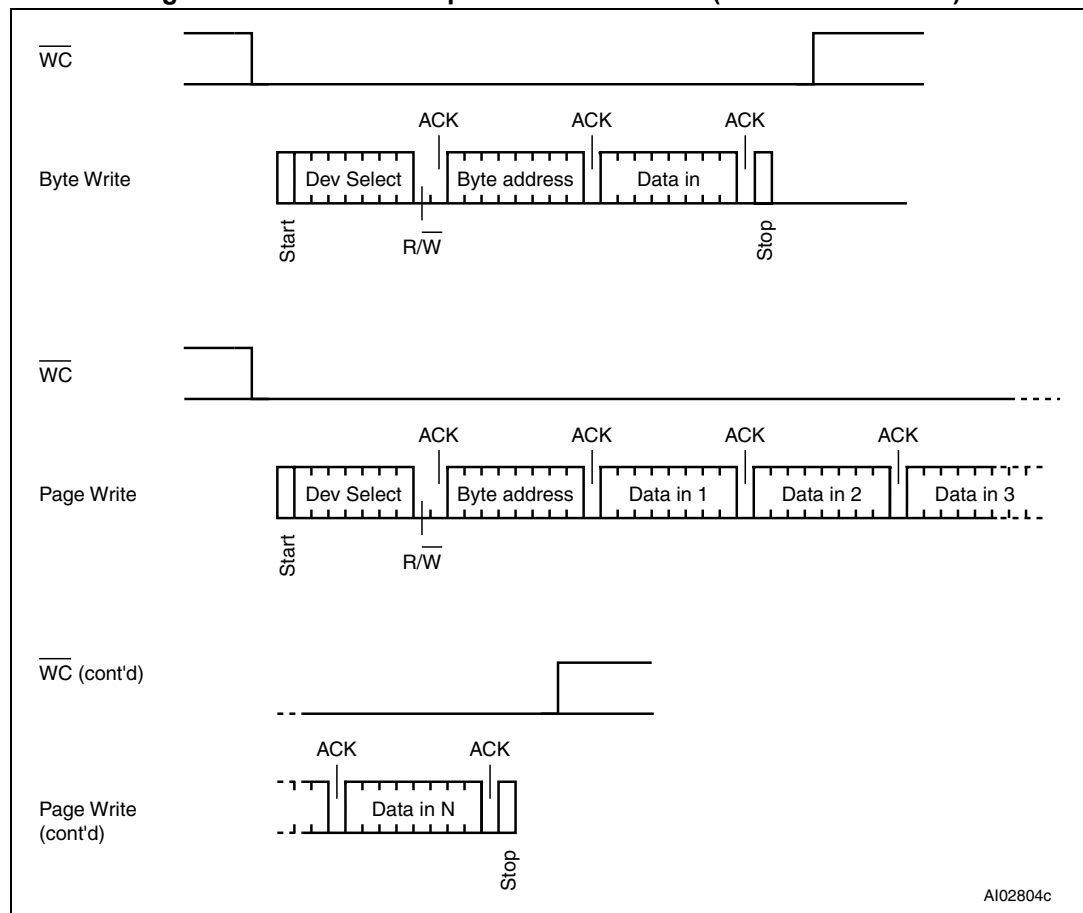 WC
ACK ACK ACK
Byte Write
Dev Select Byte address Data in
Start R/W Stop
WC
ACK ACK ACK ACK
Page Write
Dev Select Byte address Data in 1 Data in 2 Data in 3
Start R/W
WC (cont'd)
ACK ACK
Page Write
(cont'd)
Data in N
Stop
AI02804c